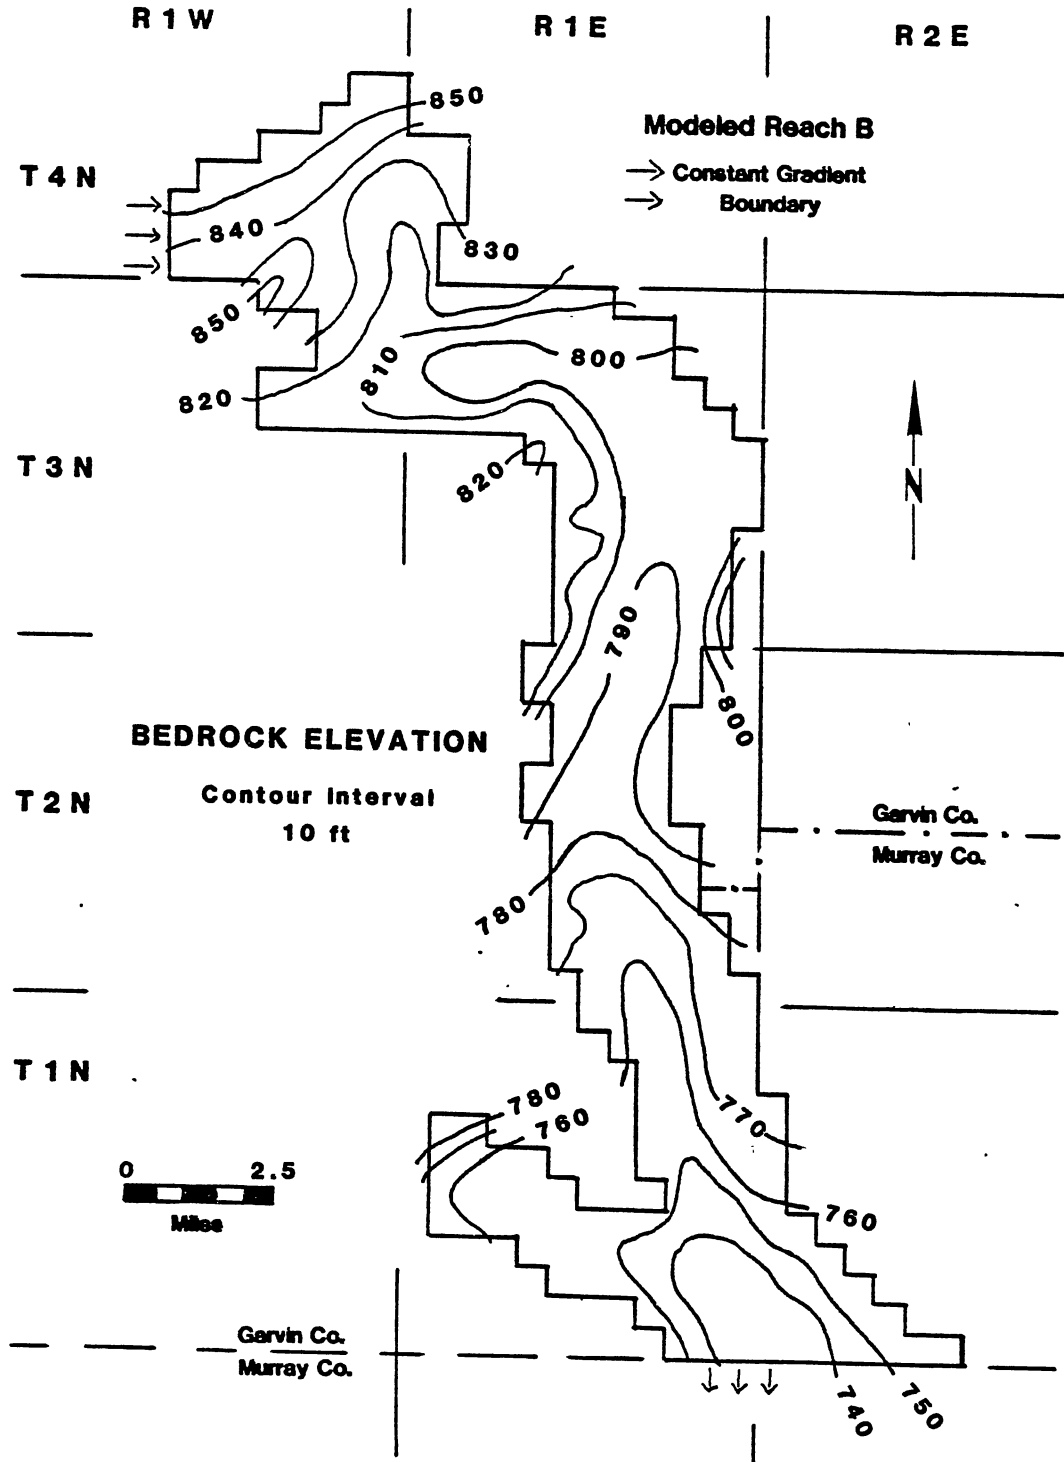 R 1 W
R 1 E
R 2 E
850
Modeled Reach B
Constant Gradient
Boundary
T 4 N
840
830
850
800
810
820
T 3 N
820
N
790
800
BEDROCK ELEVATION
Contour Interval
10 ft
T 2 N
Garvin Co.
Murray Co.
780
T 1 N
780
760
770
0 2.5
Miles
760
Garvin Co.
Murray Co.
740
750